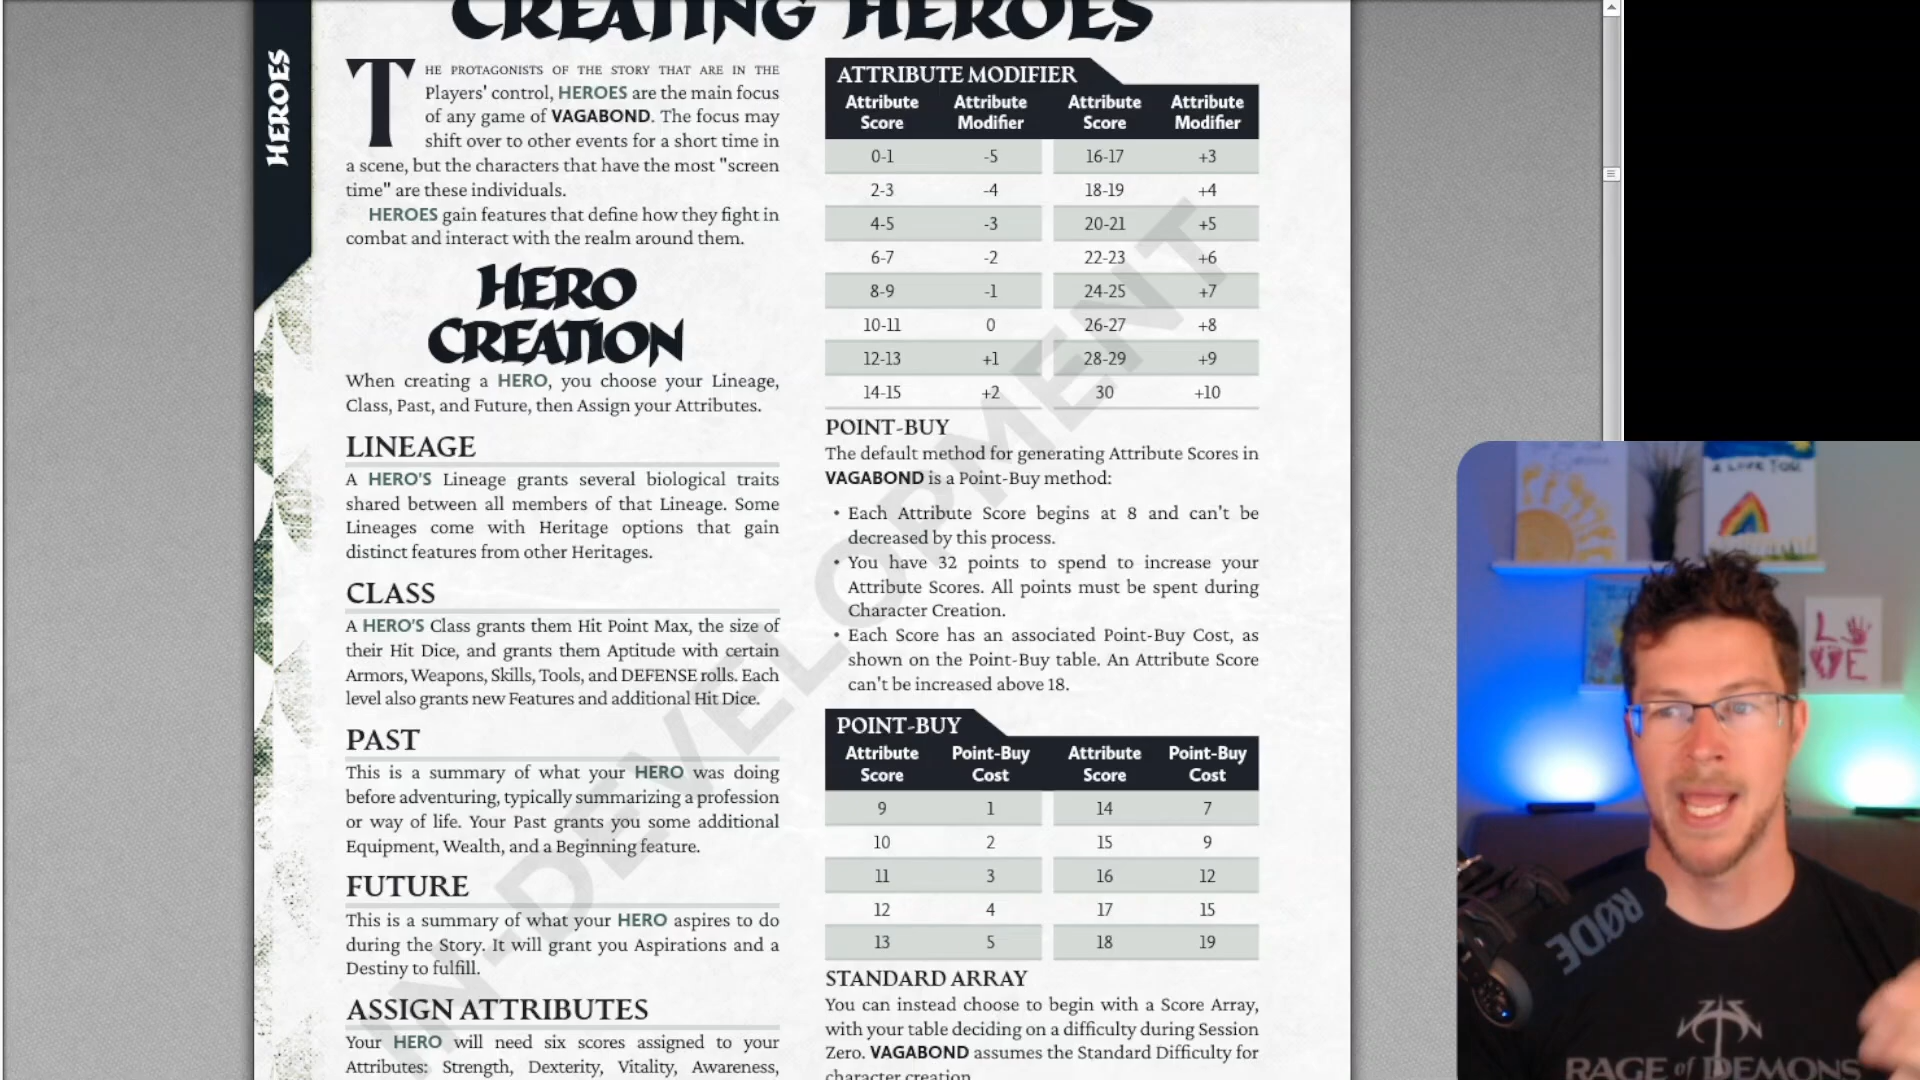 CREATING HEROES
HEROES
THE PROTAGONISTS OF THE STORY THAT ARE IN THE
Players' control, HEROES are the main focus
of any game of VAGABOND. The focus may
shift over to other events for a short time in
a scene, but the characters that have the most "screen
time" are these individuals.
HEROES gain features that define how they fight in
combat and interact with the realm around them.
HERO
CREATION
When creating a HERO, you choose your Lineage,
Class, Past, and Future, then Assign your Attributes.
LINEAGE
A HERO'S Lineage grants several biological traits
shared between all members of that Lineage. Some
Lineages come with Heritage options that gain
distinct features from other Heritages.
CLASS
A HERO'S Class grants them Hit Point Max, the size of
their Hit Dice, and grants them Aptitude with certain
Armors, Weapons, Skills, Tools, and DEFENSE rolls. Each
level also grants new Features and additional Hit Dice.
PAST
This is a summary of what your HERO was doing
before adventuring, typically summarizing a profession
or way of life. Your Past grants you some additional
Equipment, Wealth, and a Beginning feature.
FUTURE
This is a summary of what your HERO aspires to do
during the Story. It will grant you Aspirations and a
Destiny to fulfill.
ASSIGN ATTRIBUTES
Your HERO will need six scores assigned to your
Attributes: Strength, Dexterity, Vitality, Awareness,
ATTRIBUTE MODIFIER
Attribute Score Attribute Modifier Attribute Score Attribute Modifier
0-1 -5 16-17 +3
2-3 -4 18-19 +4
4-5 -3 20-21 +5
6-7 -2 22-23 +6
8-9 -1 24-25 +7
10-11 0 26-27 +8
12-13 +1 28-29 +9
14-15 +2 30 +10
POINT-BUY
The default method for generating Attribute Scores in
VAGABOND is a Point-Buy method:
• Each Attribute Score begins at 8 and can't be
decreased by this process.
• You have 32 points to spend to increase your
Attribute Scores. All points must be spent during
Character Creation.
• Each Score has an associated Point-Buy Cost, as
shown on the Point-Buy table. An Attribute Score
can't be increased above 18.
POINT-BUY
Attribute Score Point-Buy Cost Attribute Score Point-Buy Cost
9 1 14 7
10 2 15 9
11 3 16 12
12 4 17 15
13 5 18 19
STANDARD ARRAY
You can instead choose to begin with a Score Array,
with your table deciding on a difficulty during Session
Zero. VAGABOND assumes the Standard Difficulty for
character creation.
IN-DEVELOPMENT
I LOVE YOU
LOVE
RØDE
RAGE of DEMONS